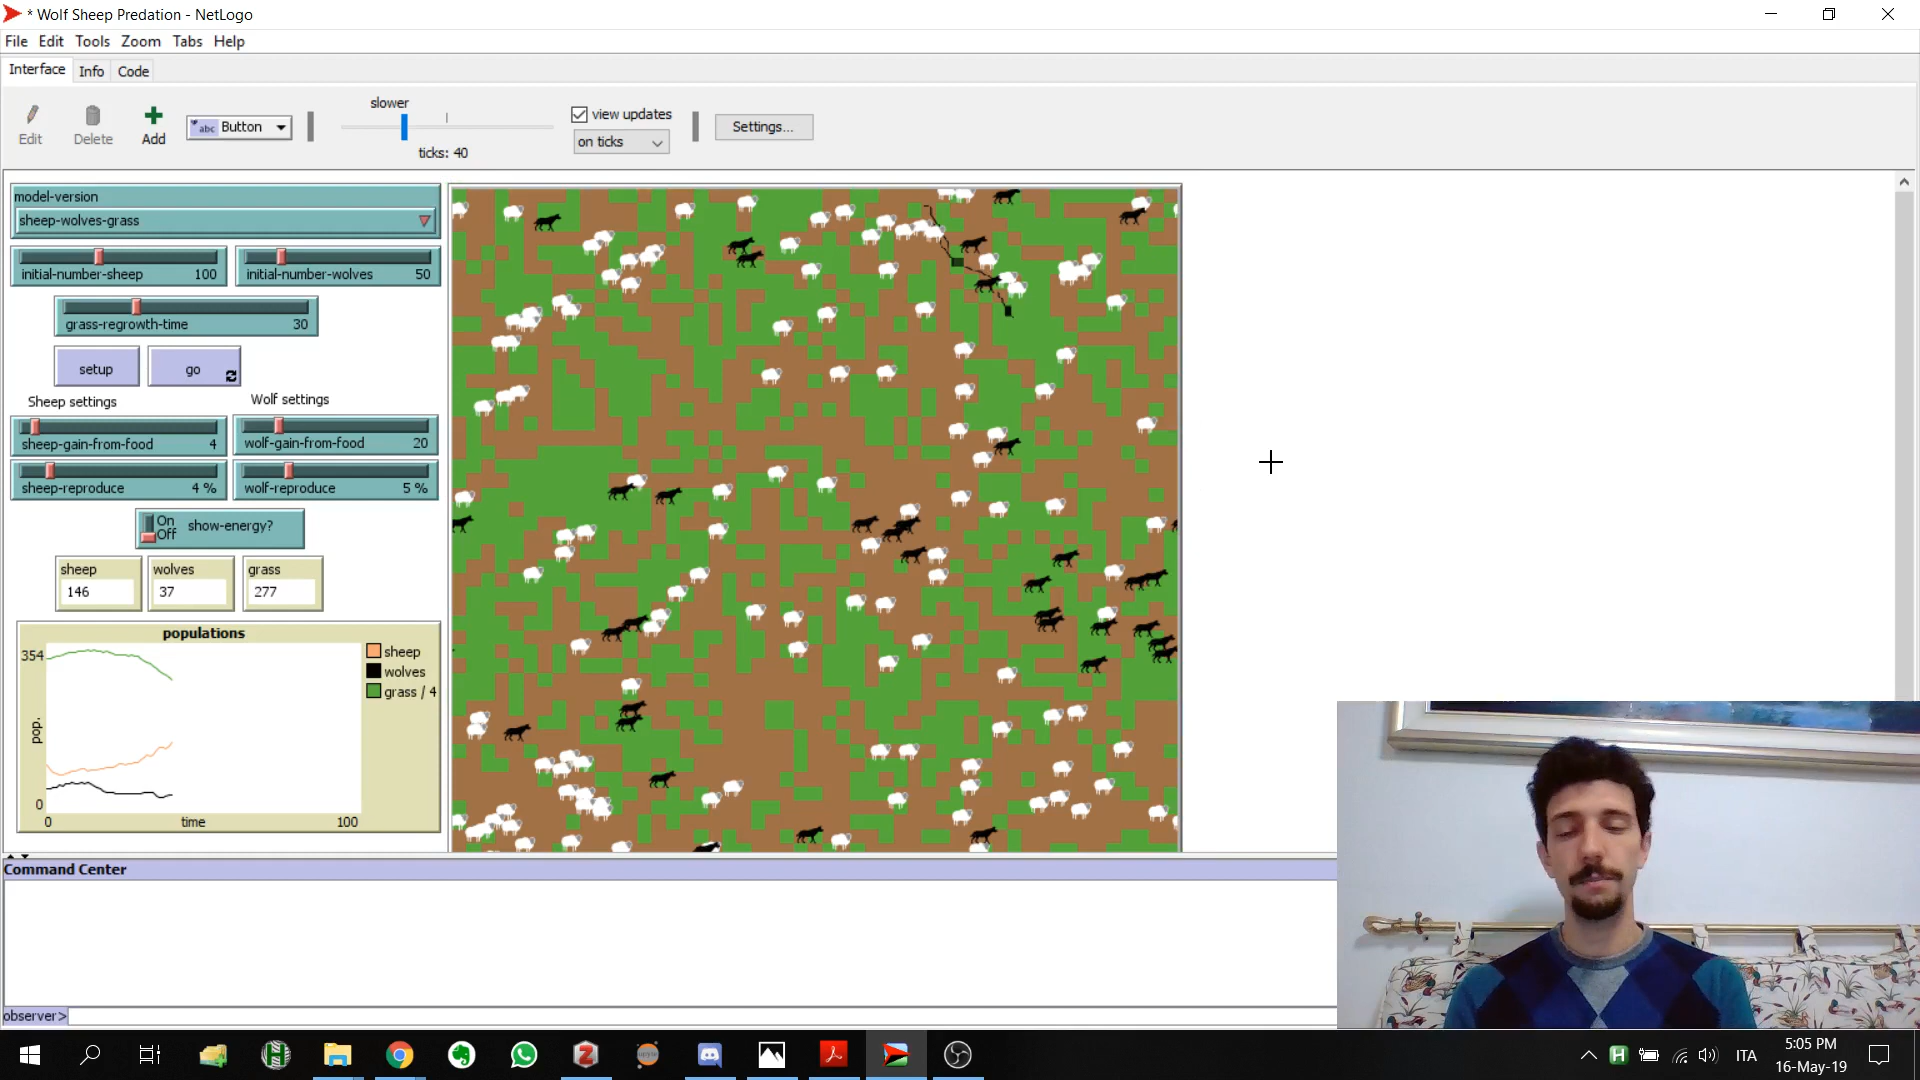 * Wolf Sheep Predation - NetLogo
File Edit Tools Zoom Tabs Help
Interface Info Code
Edit
Delete
Add
abc Button
slower
ticks: 40
view updates
on ticks
Settings...
model-version
sheep-wolves-grass
initial-number-sheep 100
initial-number-wolves 50
grass-regrowth-time 30
setup
go
Sheep settings
Wolf settings
sheep-gain-from-food 4
wolf-gain-from-food 20
sheep-reproduce 4 %
wolf-reproduce 5 %
On
Off
show-energy?
sheep
146
wolves
37
grass
277
populations
354
pop.
0
0
time
100
sheep
wolves
grass / 4
Command Center
observer>
ITA
5:05 PM
16-May-19